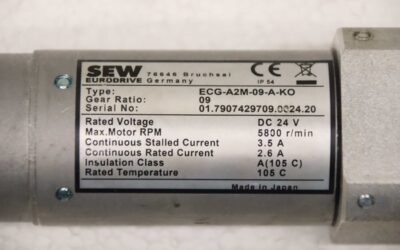 SEW
EURODRIVE
76646 Bruchsal
Germany
CE
IP 54
Type: ECG-A2M-09-A-KO
Gear Ratio: 09
Serial No: 01.7907429709.0024.20
Rated Voltage DC 24 V
Max.Motor RPM 5800 r/min
Continuous Stalled Current 3.5 A
Continuous Rated Current 2.6 A
Insulation Class A(105 C)
Rated Temperature 105 C
Made in Japan